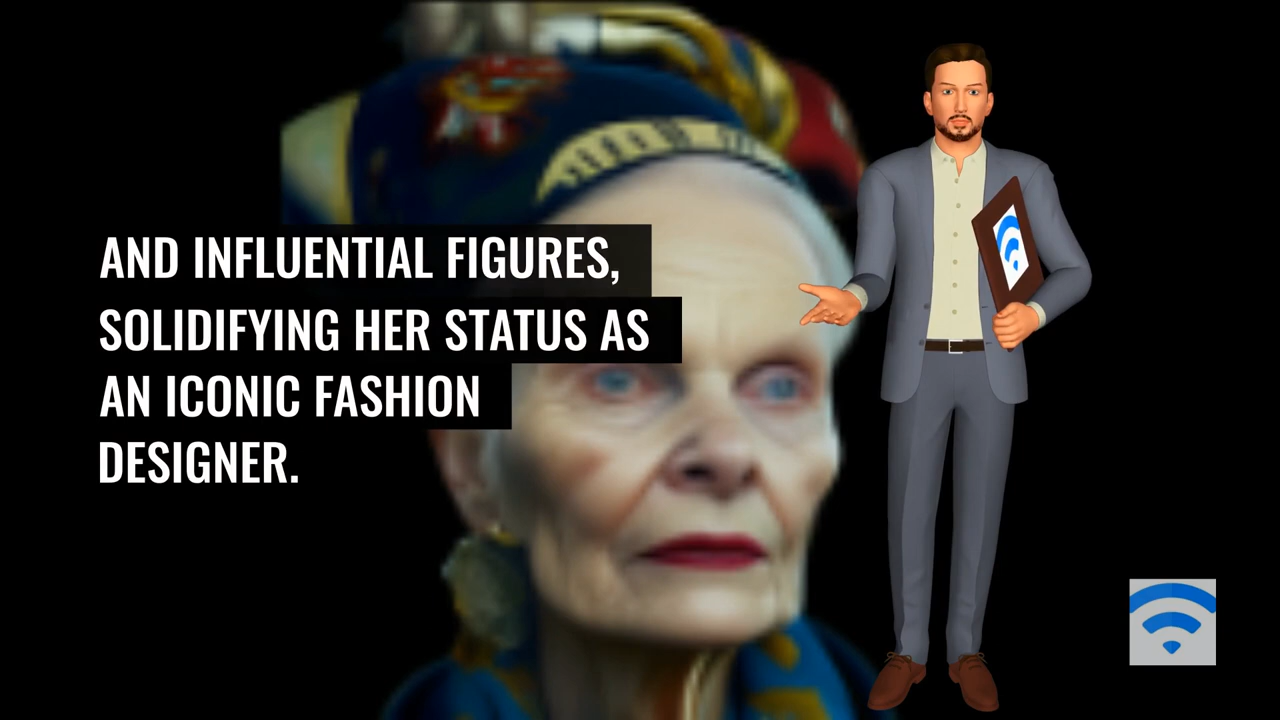 AND INFLUENTIAL FIGURES,
SOLIDIFYING HER STATUS AS
AN ICONIC FASHION
DESIGNER.